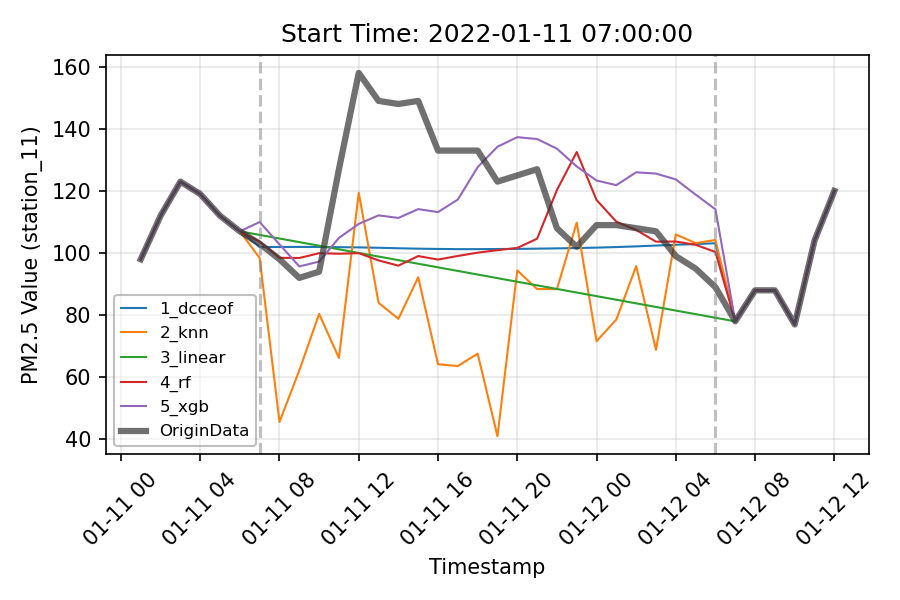 Start Time: 2022-01-11 07:00:00
PM2.5 Value (station_11)
160
140
120
100
80
60
40
1_dcceof
2_knn
3_linear
4_rf
5_xgb
OriginData
01-11 00
01-11 04
01-11 08
01-11 12
01-11 16
01-11 20
01-12 00
01-12 04
01-12 08
01-12 12
Timestamp